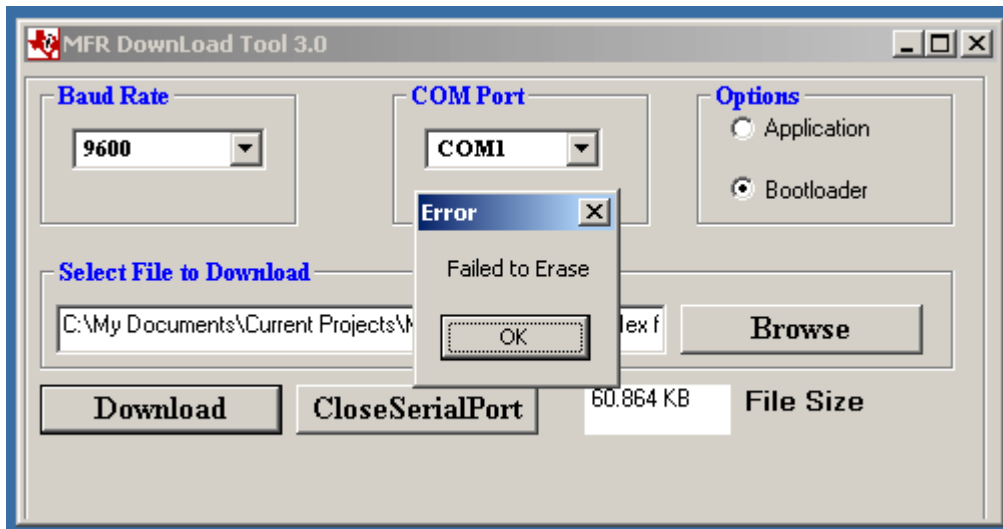 MFR DownLoad Tool 3.0
Baud Rate
COM Port
Options
9600
COM1
Application
Bootloader
Error
Failed to Erase
OK
Select File to Download
C:\My Documents\Current Projects\M
lex f
Browse
Download
CloseSerialPort
60.864 KB
File Size